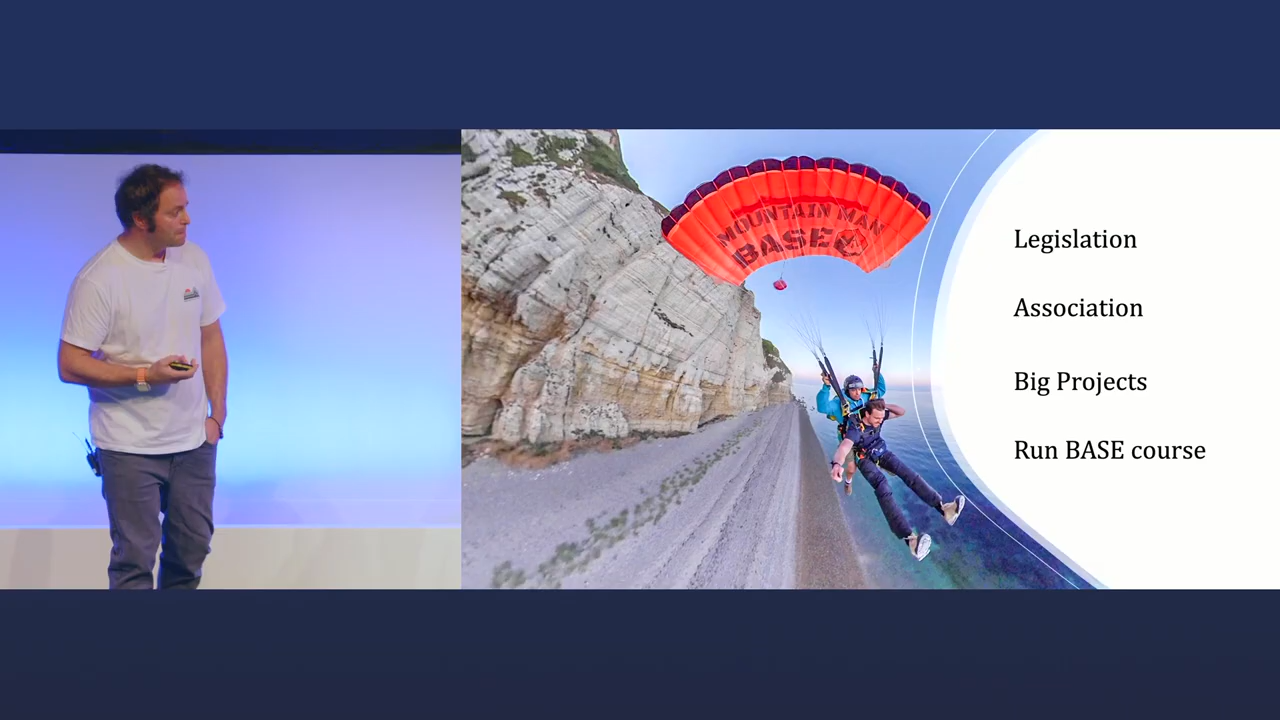 MOUNTAIN MAN
BASE
Legislation
Association
Big Projects
Run BASE course